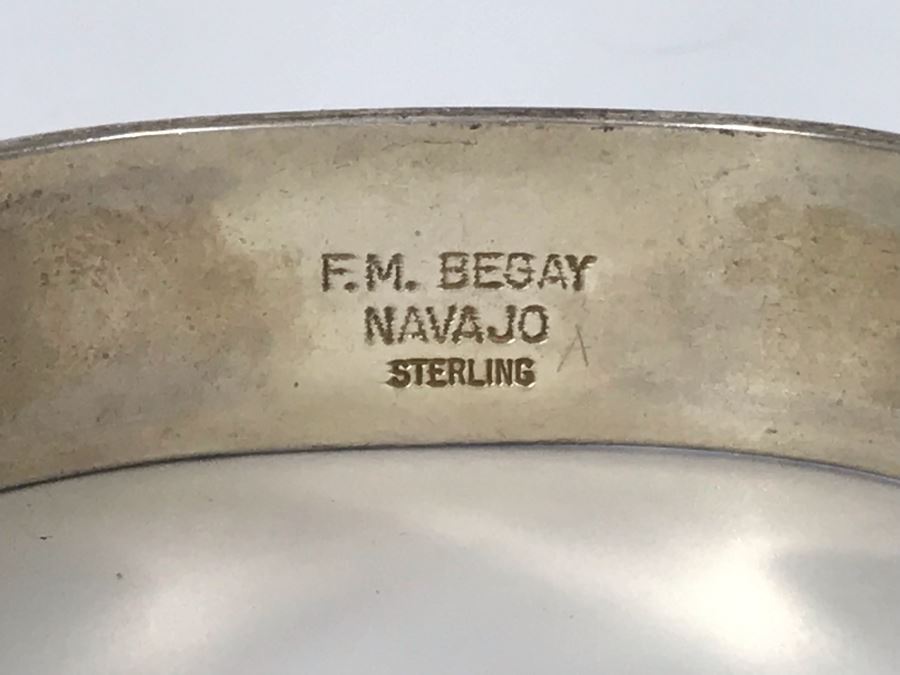 F.M. BEGAY
NAVAJO
STERLING